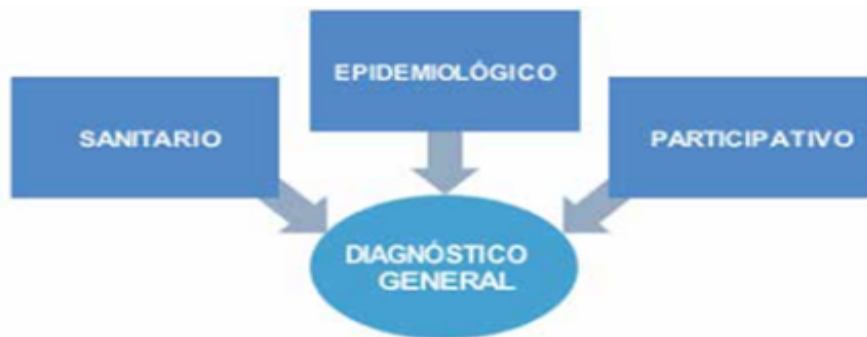 EPIDEMIOLÓGICO
SANITARIO
PARTICIPATIVO
DIAGNÓSTICO
GENERAL